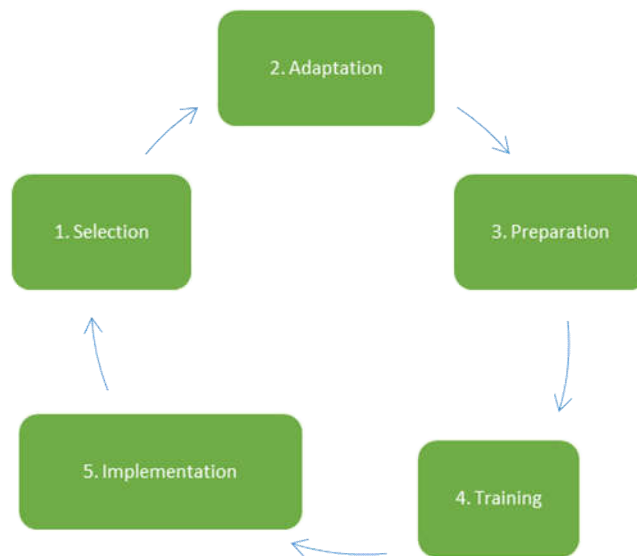 1. Selection
2. Adaptation
3. Preparation
4. Training
5. Implementation